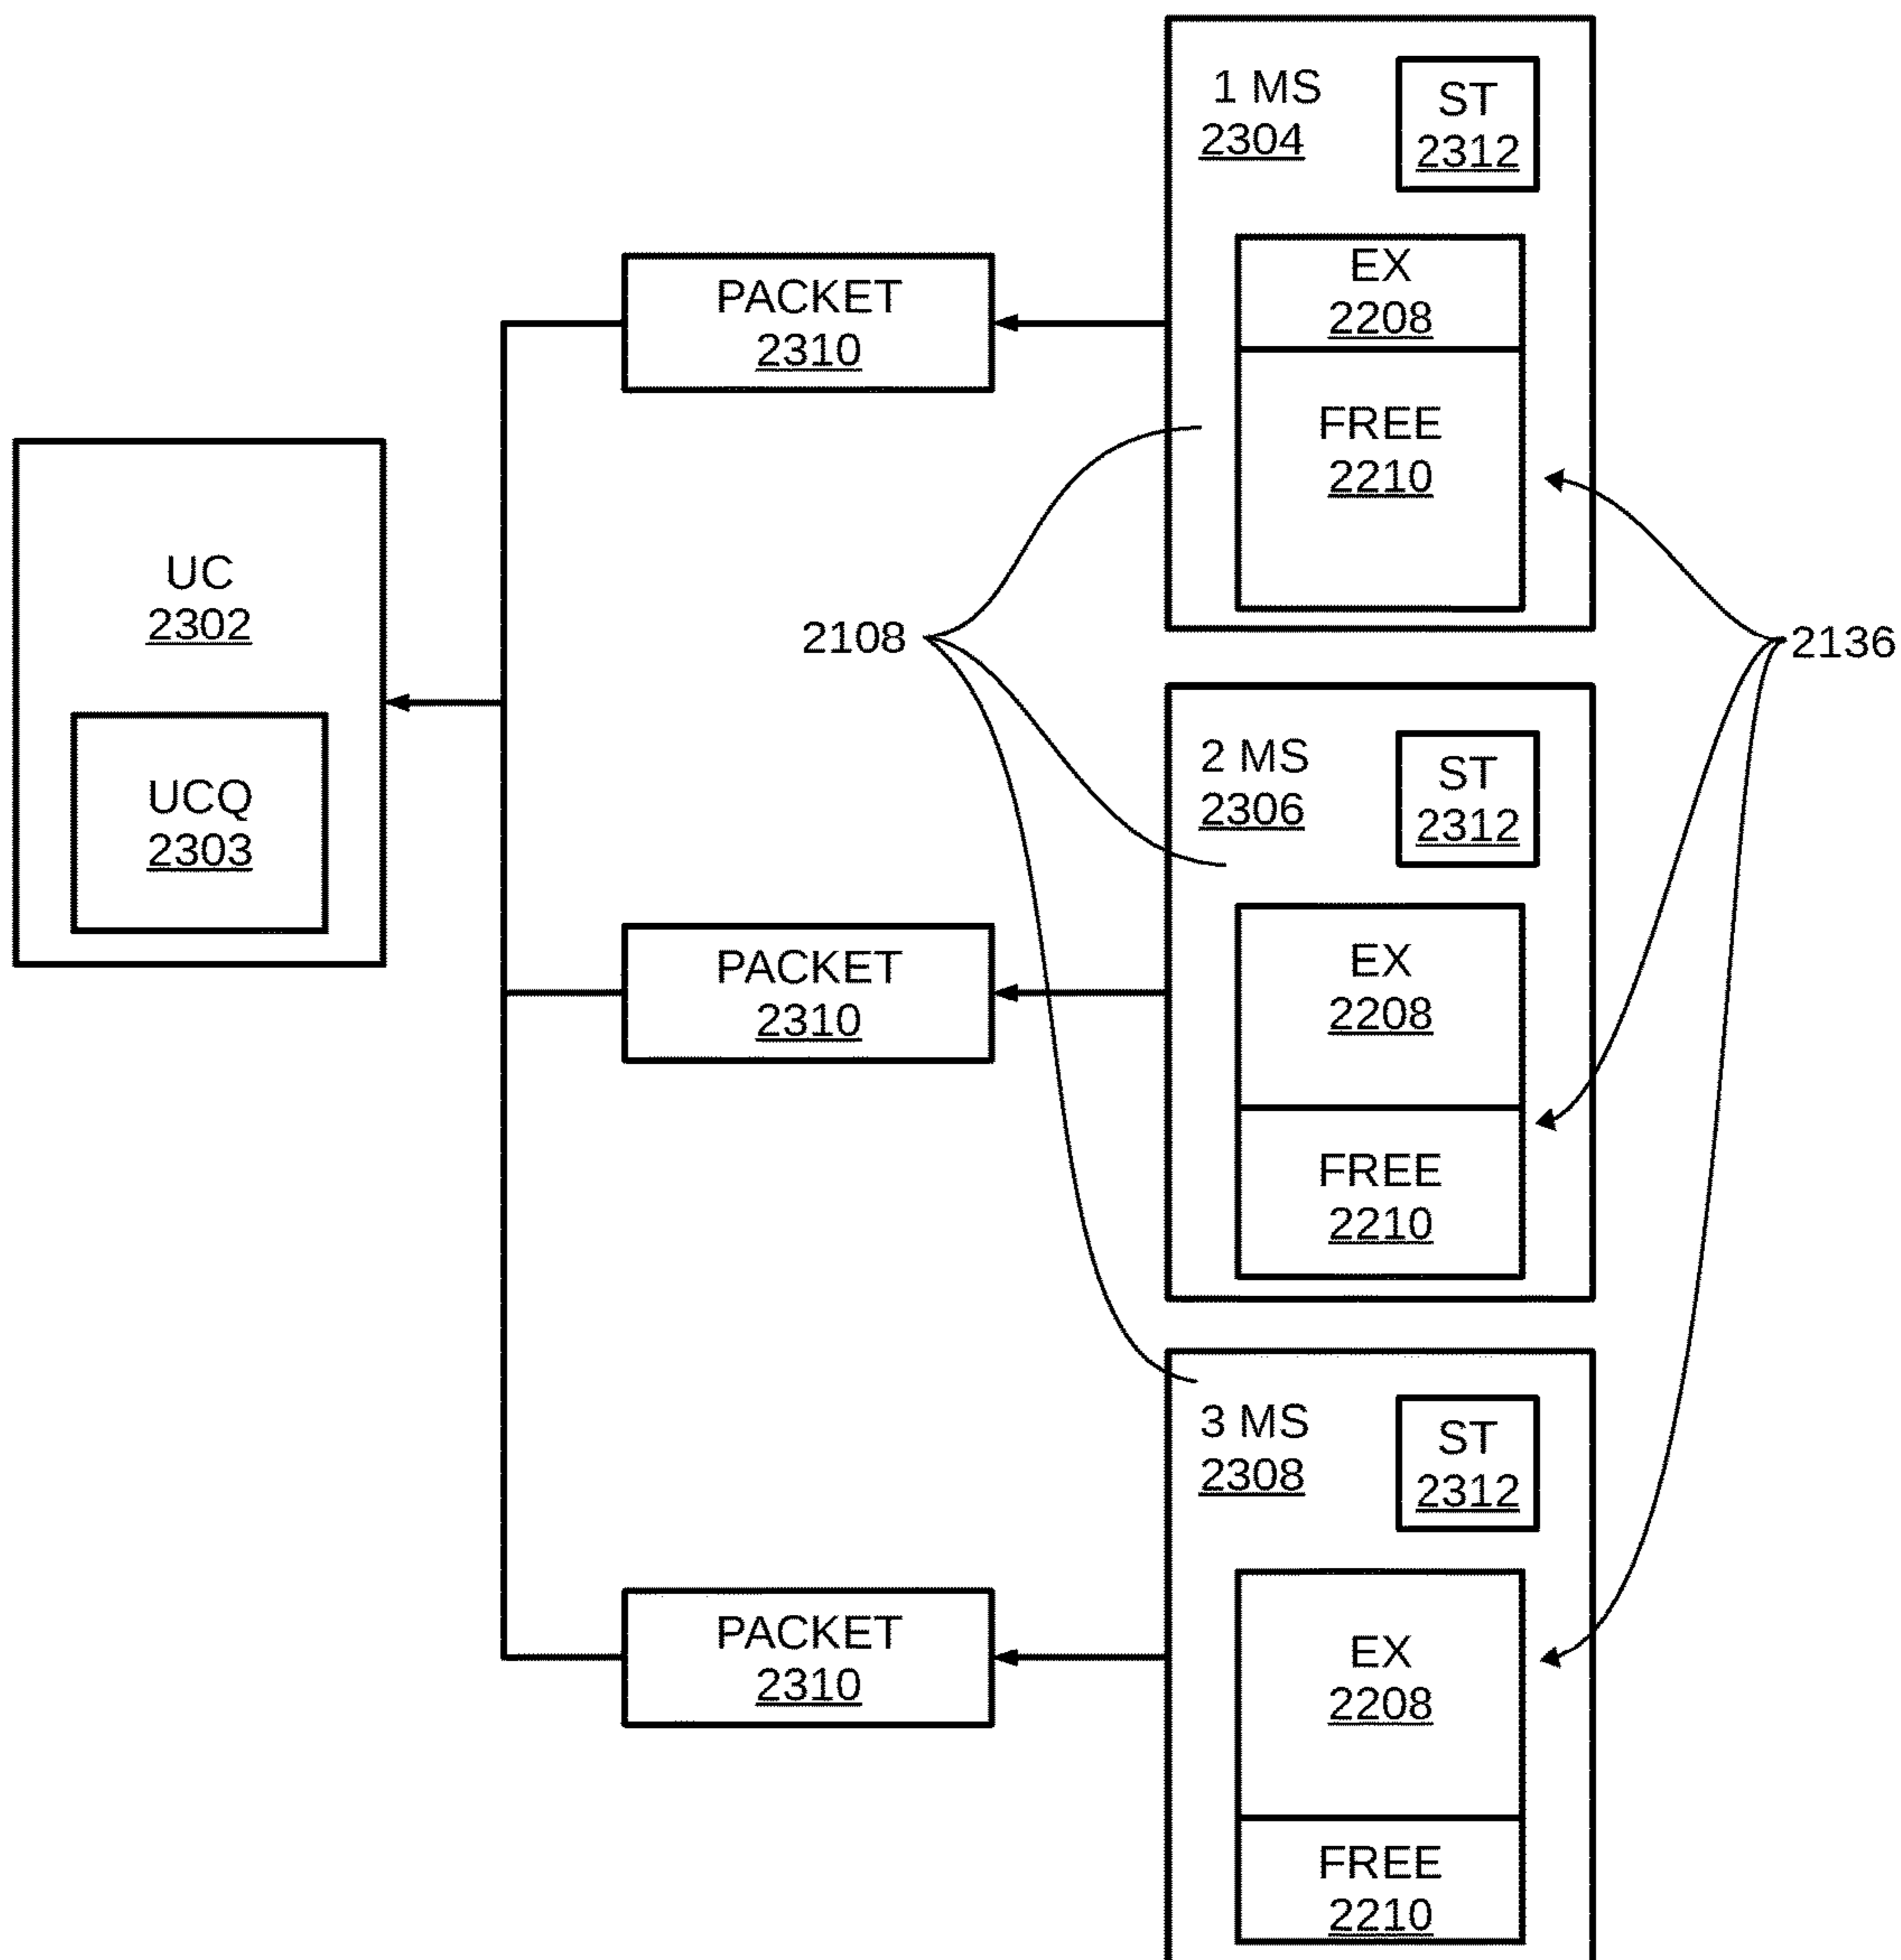 1 MS
2304
ST
2312
EX
2208
FREE
2210
PACKET
2310
UC
2302
UCQ
2303
2108
2136
2 MS
2306
ST
2312
EX
2208
FREE
2210
PACKET
2310
3 MS
2308
ST
2312
EX
2208
FREE
2210
PACKET
2310